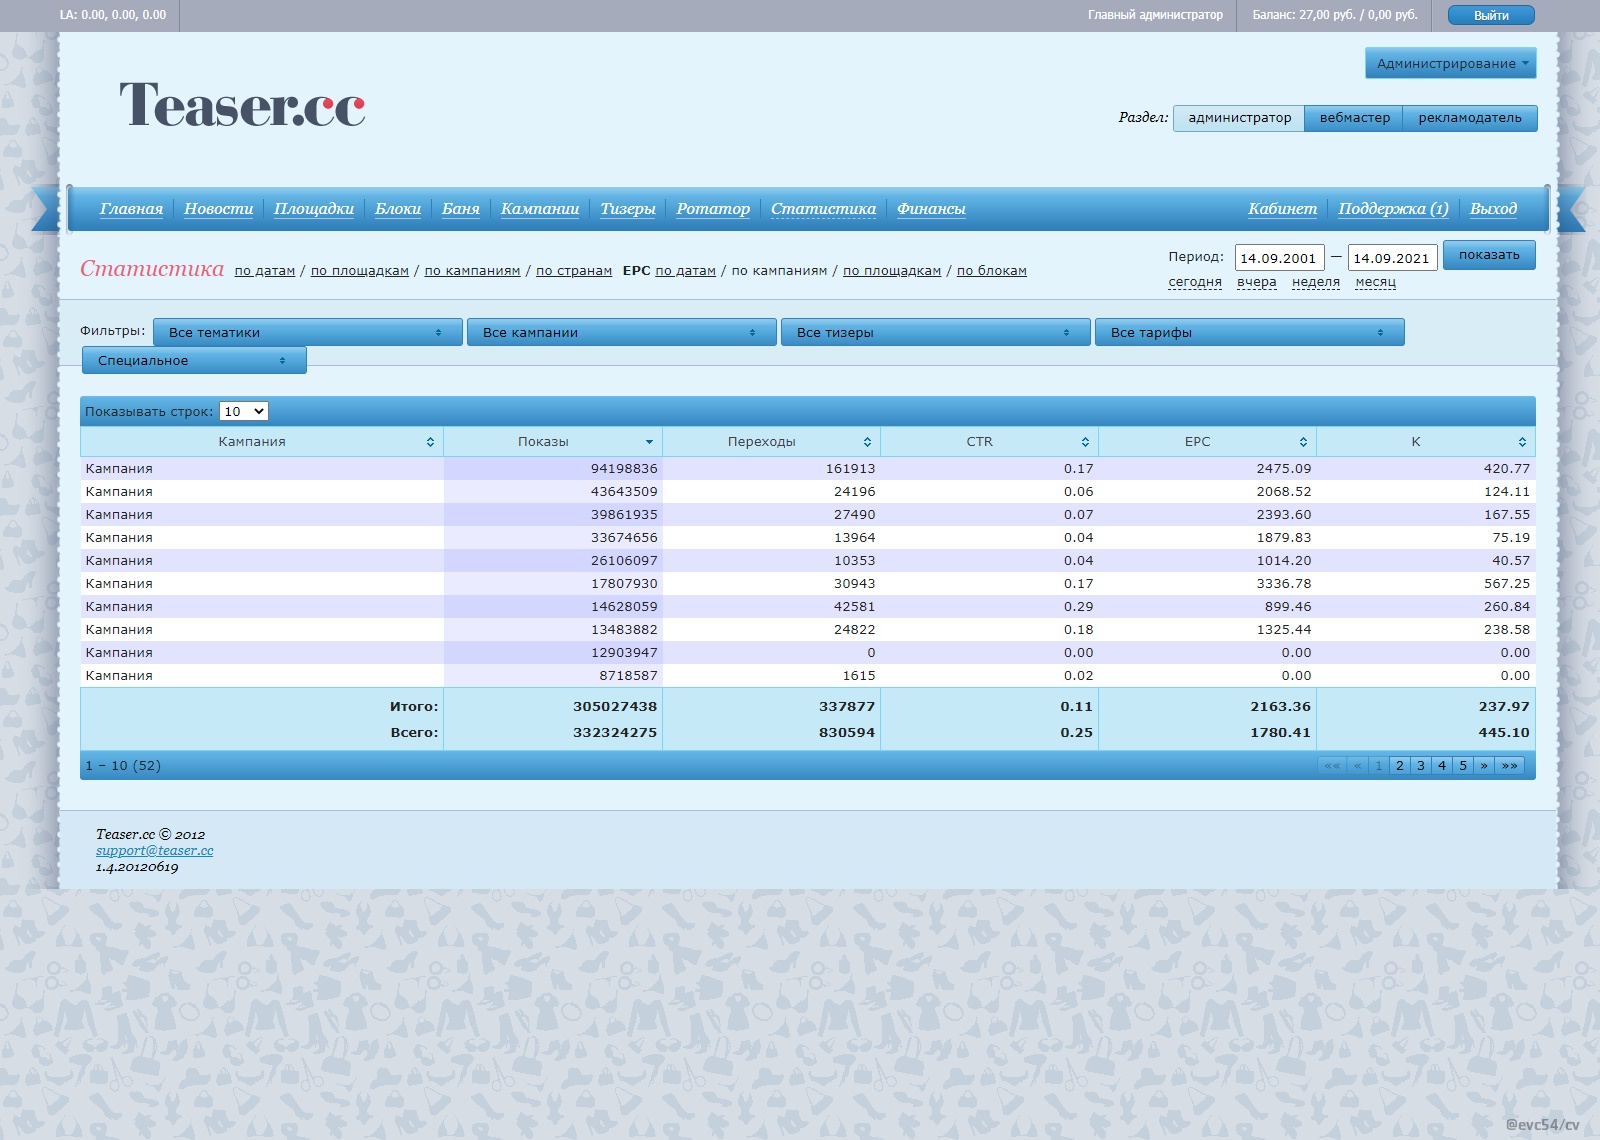 LA: 0.00, 0.00, 0.00 Главный администратор Баланс: 27,00 руб. / 0,00 руб. Выйти
Администрирование
Teaser.cc
Раздел: администратор вебмастер рекламодатель
Главная Новости Площадки Блоки Баня Кампании Тизеры Ротатор Статистика Финансы Кабинет Поддержка (1) Выход
Статистика по датам / по площадкам / по кампаниям / по странам EPC по датам / по кампаниям / по площадкам / по блокам
Период: 14.09.2001 — 14.09.2021 показать
сегодня вчера неделя месяц
Фильтры: Все тематики Все кампании Все тизеры Все тарифы
Специальное
Показывать строк: 10
Кампания Показы Переходы CTR EPC K
Кампания 94198836 161913 0.17 2475.09 420.77
Кампания 43643509 24196 0.06 2068.52 124.11
Кампания 39861935 27490 0.07 2393.60 167.55
Кампания 33674656 13964 0.04 1879.83 75.19
Кампания 26106097 10353 0.04 1014.20 40.57
Кампания 17807930 30943 0.17 3336.78 567.25
Кампания 14628059 42581 0.29 899.46 260.84
Кампания 13483882 24822 0.18 1325.44 238.58
Кампания 12903947 0 0.00 0.00 0.00
Кампания 8718587 1615 0.02 0.00 0.00
Итого: 305027438 337877 0.11 2163.36 237.97
Всего: 332324275 830594 0.25 1780.41 445.10
1 – 10 (52) «« « 1 2 3 4 5 » »»
Teaser.cc © 2012
support@teaser.cc
1.4.20120619
@evc54/cv